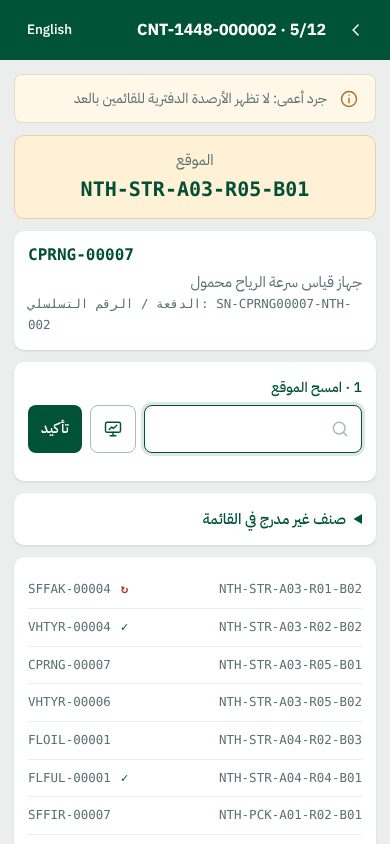 CNT-1448-000002 · 5/12
English
جرد أعمى: لا تظهر الأرصدة الدفترية للقائمين بالعد
الموقع
NTH-STR-A03-R05-B01
CPRNG-00007
جهاز قياس سرعة الرياح محمول
الدفعة / الرقم التسلسلي: SN-CPRNG00007-NTH-
002
1 · امسح الموقع
تأكيد
صنف غير مدرج في القائمة
NTH-STR-A03-R01-B02 SFFAK-00004 ↻
NTH-STR-A03-R02-B02 VHTYR-00004 ✓
NTH-STR-A03-R05-B01 CPRNG-00007
NTH-STR-A03-R05-B02 VHTYR-00006
NTH-STR-A04-R02-B03 FLOIL-00001
NTH-STR-A04-R04-B01 FLFUL-00001 ✓
NTH-PCK-A01-R02-B01 SFFIR-00007